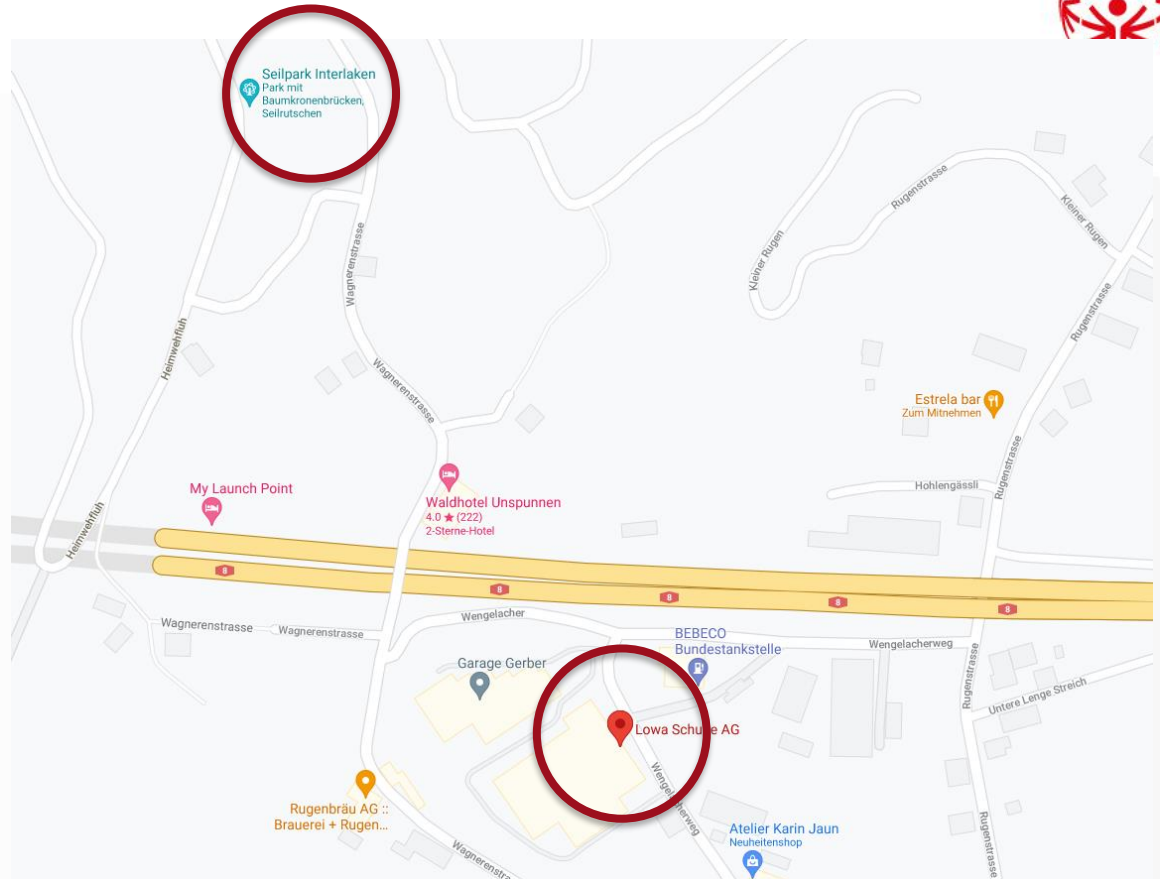 Seilpark Interlaken
Park mit
Baumkronenbrücken,
Seilrutschen
Rugenstrasse
Kleiner Rugen
Kleiner Rugen
Wagnerenstrasse
Rugenstrasse
Heimwehfluh
Wagnerenstrasse
Estrela bar
Zum Mitnehmen
Rugenstrasse
Hohlengässli
My Launch Point
Waldhotel Unspunnen
4.0 ★ (222)
2-Sterne-Hotel
Heimwehfluh
8
8
8
8
8
Wengelacher
Wagnerenstrasse
Wagnerenstrasse
BEBECO
Bundestankstelle
Wengelacherweg
Garage Gerber
Rugenstrasse
Untere Lenge Streich
Lowa Schuhe AG
Wengelacherweg
Rugenbräu AG ::
Brauerei + Rugen...
Atelier Karin Jaun
Neuheitenshop
Rugenstrasse
Wagnerenstra